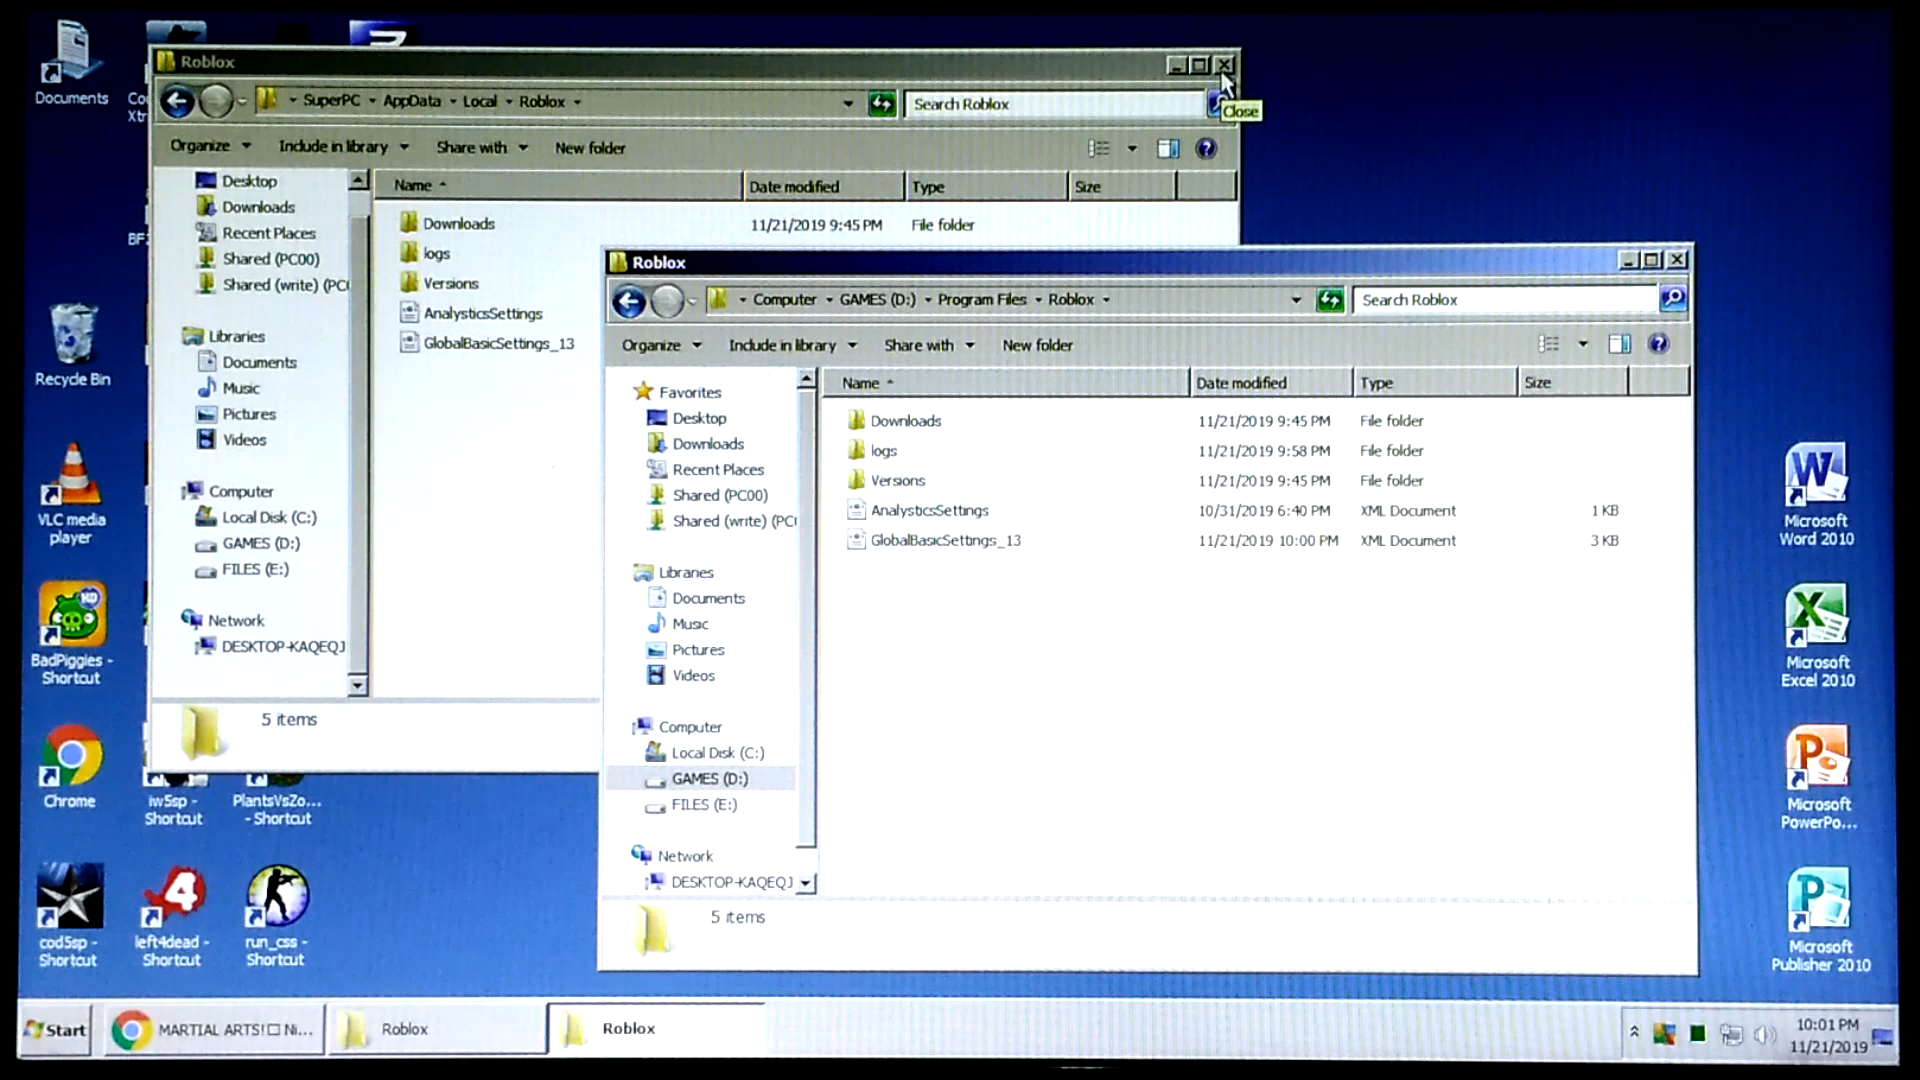 Documents
Recycle Bin
VLC media
player
BadPiggies -
Shortcut
Chrome
cod5sp -
Shortcut
iw5sp -
Shortcut
left4dead -
Shortcut
PlantsVsZo...
- Shortcut
run_css -
Shortcut
Roblox
SuperPC AppData Local Roblox
Search Roblox
Close
Organize Include in library Share with New folder
Desktop
Downloads
Recent Places
Shared (PC00)
Shared (write) (PC
Libraries
Documents
Music
Pictures
Videos
Computer
Local Disk (C:)
GAMES (D:)
FILES (E:)
Network
DESKTOP-KAQEQJ
Name Date modified Type Size
Downloads 11/21/2019 9:45 PM File folder
logs
Versions
AnalysticsSettings
GlobalBasicSettings_13
5 items
Roblox
Computer GAMES (D:) Program Files Roblox
Search Roblox
Organize Include in library Share with New folder
Favorites
Desktop
Downloads
Recent Places
Shared (PC00)
Shared (write) (PC
Libraries
Documents
Music
Pictures
Videos
Computer
Local Disk (C:)
GAMES (D:)
FILES (E:)
Network
DESKTOP-KAQEQJ
Name Date modified Type Size
Downloads 11/21/2019 9:45 PM File folder
logs 11/21/2019 9:58 PM File folder
Versions 11/21/2019 9:45 PM File folder
AnalysticsSettings 10/31/2019 6:40 PM XML Document 1 KB
GlobalBasicSettings_13 11/21/2019 10:00 PM XML Document 3 KB
5 items
Microsoft
Word 2010
Microsoft
Excel 2010
Microsoft
PowerPo...
Microsoft
Publisher 2010
Start
MARTIAL ARTS!□ Ni...
Roblox
Roblox
10:01 PM
11/21/2019